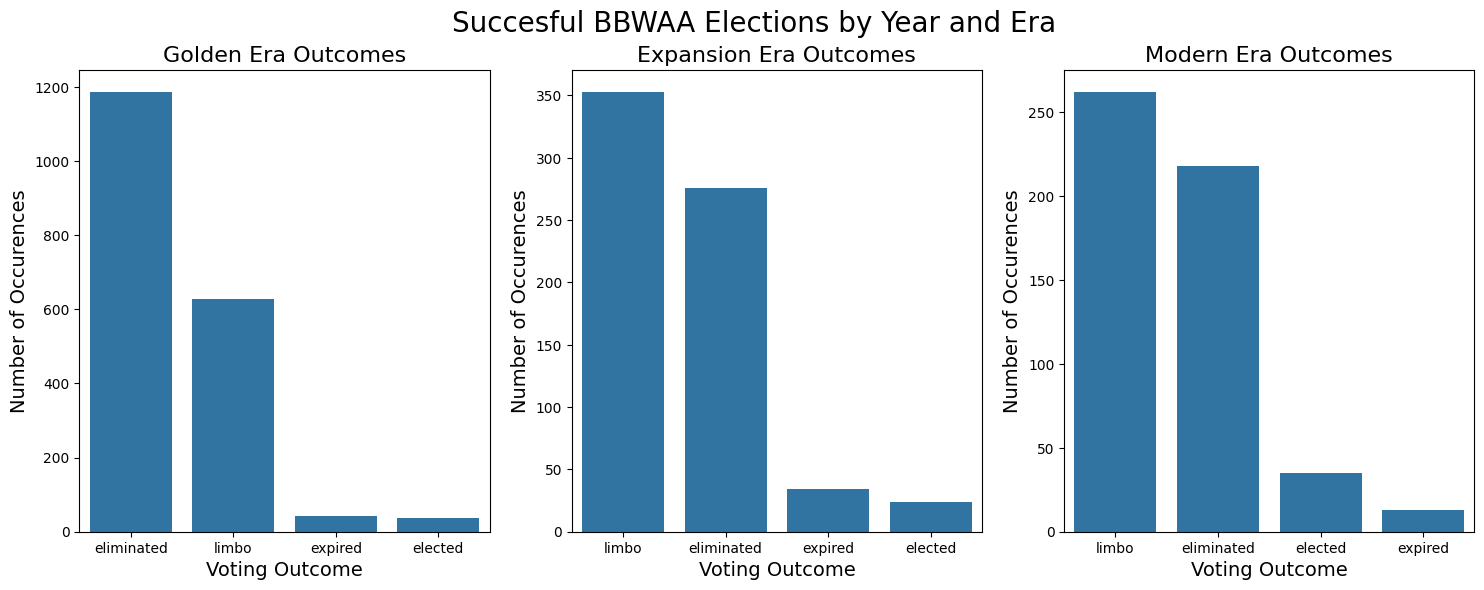 Succesful BBWAA Elections by Year and Era
Golden Era Outcomes
Number of Occurences
1200
1000
800
600
400
200
0
eliminated limbo expired elected
Voting Outcome
Expansion Era Outcomes
Number of Occurences
350
300
250
200
150
100
50
0
limbo eliminated expired elected
Voting Outcome
Modern Era Outcomes
Number of Occurences
250
200
150
100
50
0
limbo eliminated elected expired
Voting Outcome